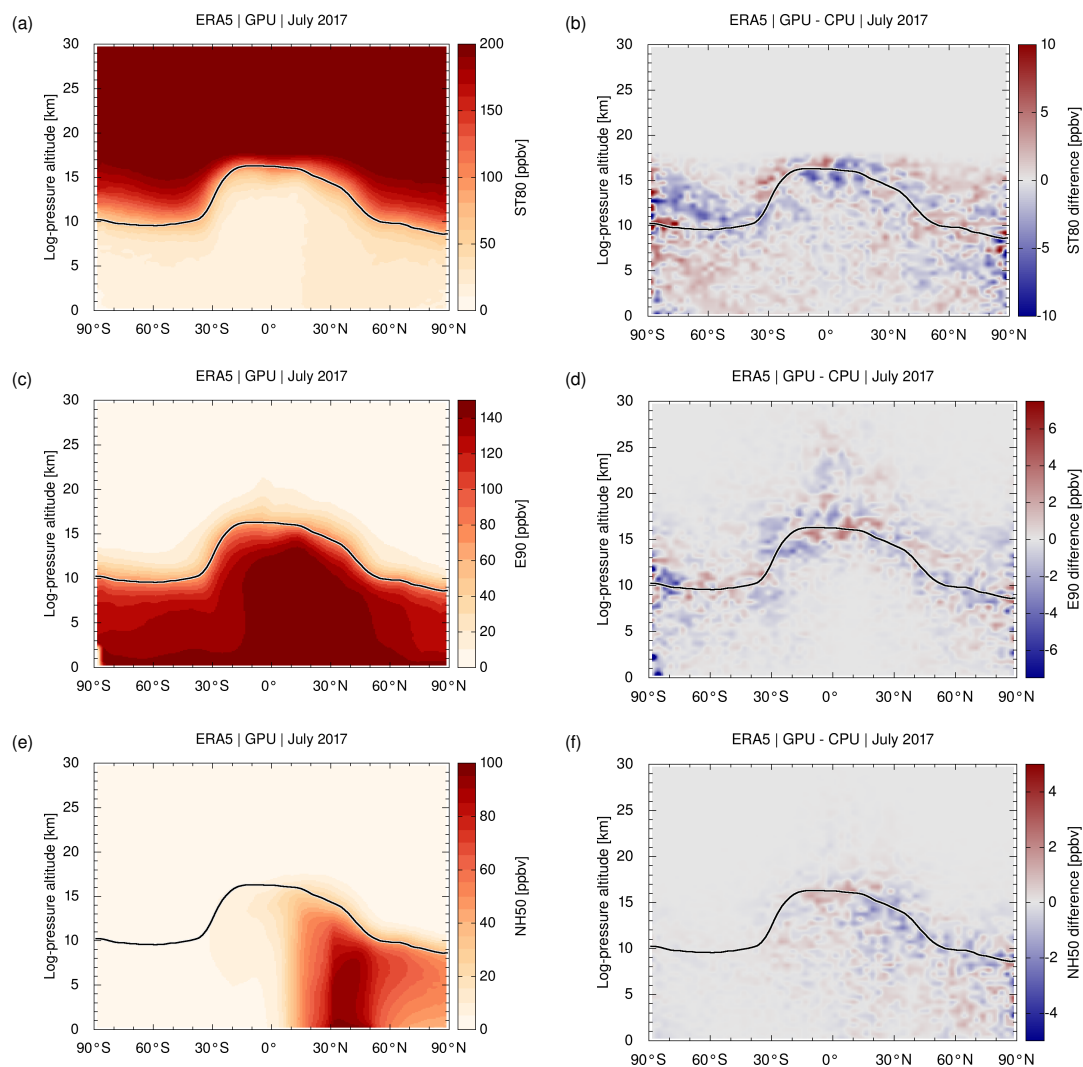 (a)
ERA5 | GPU | July 2017
30
25
20
15
10
5
0
Log-pressure altitude [km]
90°S 60°S 30°S 0° 30°N 60°N 90°N
200
150
100
50
0
ST80 [ppbv]
(b)
ERA5 | GPU - CPU | July 2017
30
25
20
15
10
5
0
Log-pressure altitude [km]
90°S 60°S 30°S 0° 30°N 60°N 90°N
10
5
0
-5
-10
ST80 difference [ppbv]
(c)
ERA5 | GPU | July 2017
30
25
20
15
10
5
0
Log-pressure altitude [km]
90°S 60°S 30°S 0° 30°N 60°N 90°N
140
120
100
80
60
40
20
0
E90 [ppbv]
(d)
ERA5 | GPU - CPU | July 2017
30
25
20
15
10
5
0
Log-pressure altitude [km]
90°S 60°S 30°S 0° 30°N 60°N 90°N
6
4
2
0
-2
-4
-6
E90 difference [ppbv]
(e)
ERA5 | GPU | July 2017
30
25
20
15
10
5
0
Log-pressure altitude [km]
90°S 60°S 30°S 0° 30°N 60°N 90°N
100
80
60
40
20
0
NH50 [ppbv]
(f)
ERA5 | GPU - CPU | July 2017
30
25
20
15
10
5
0
Log-pressure altitude [km]
90°S 60°S 30°S 0° 30°N 60°N 90°N
4
2
0
-2
-4
NH50 difference [ppbv]